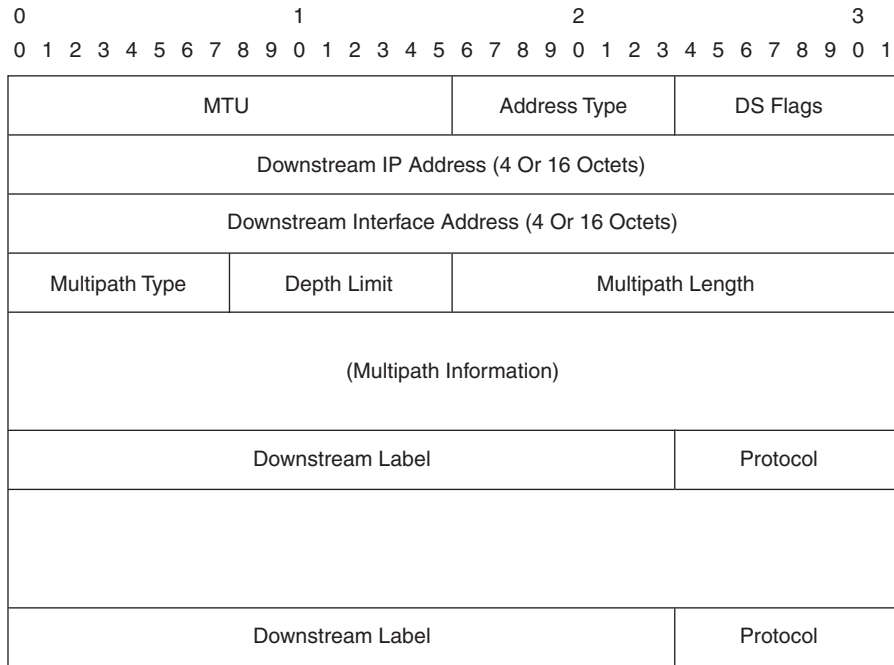 0 1 2 3
0 1 2 3 4 5 6 7 8 9 0 1 2 3 4 5 6 7 8 9 0 1 2 3 4 5 6 7 8 9 0 1
MTU Address Type DS Flags
Downstream IP Address (4 Or 16 Octets)
Downstream Interface Address (4 Or 16 Octets)
Multipath Type Depth Limit Multipath Length
(Multipath Information)
Downstream Label Protocol
Downstream Label Protocol